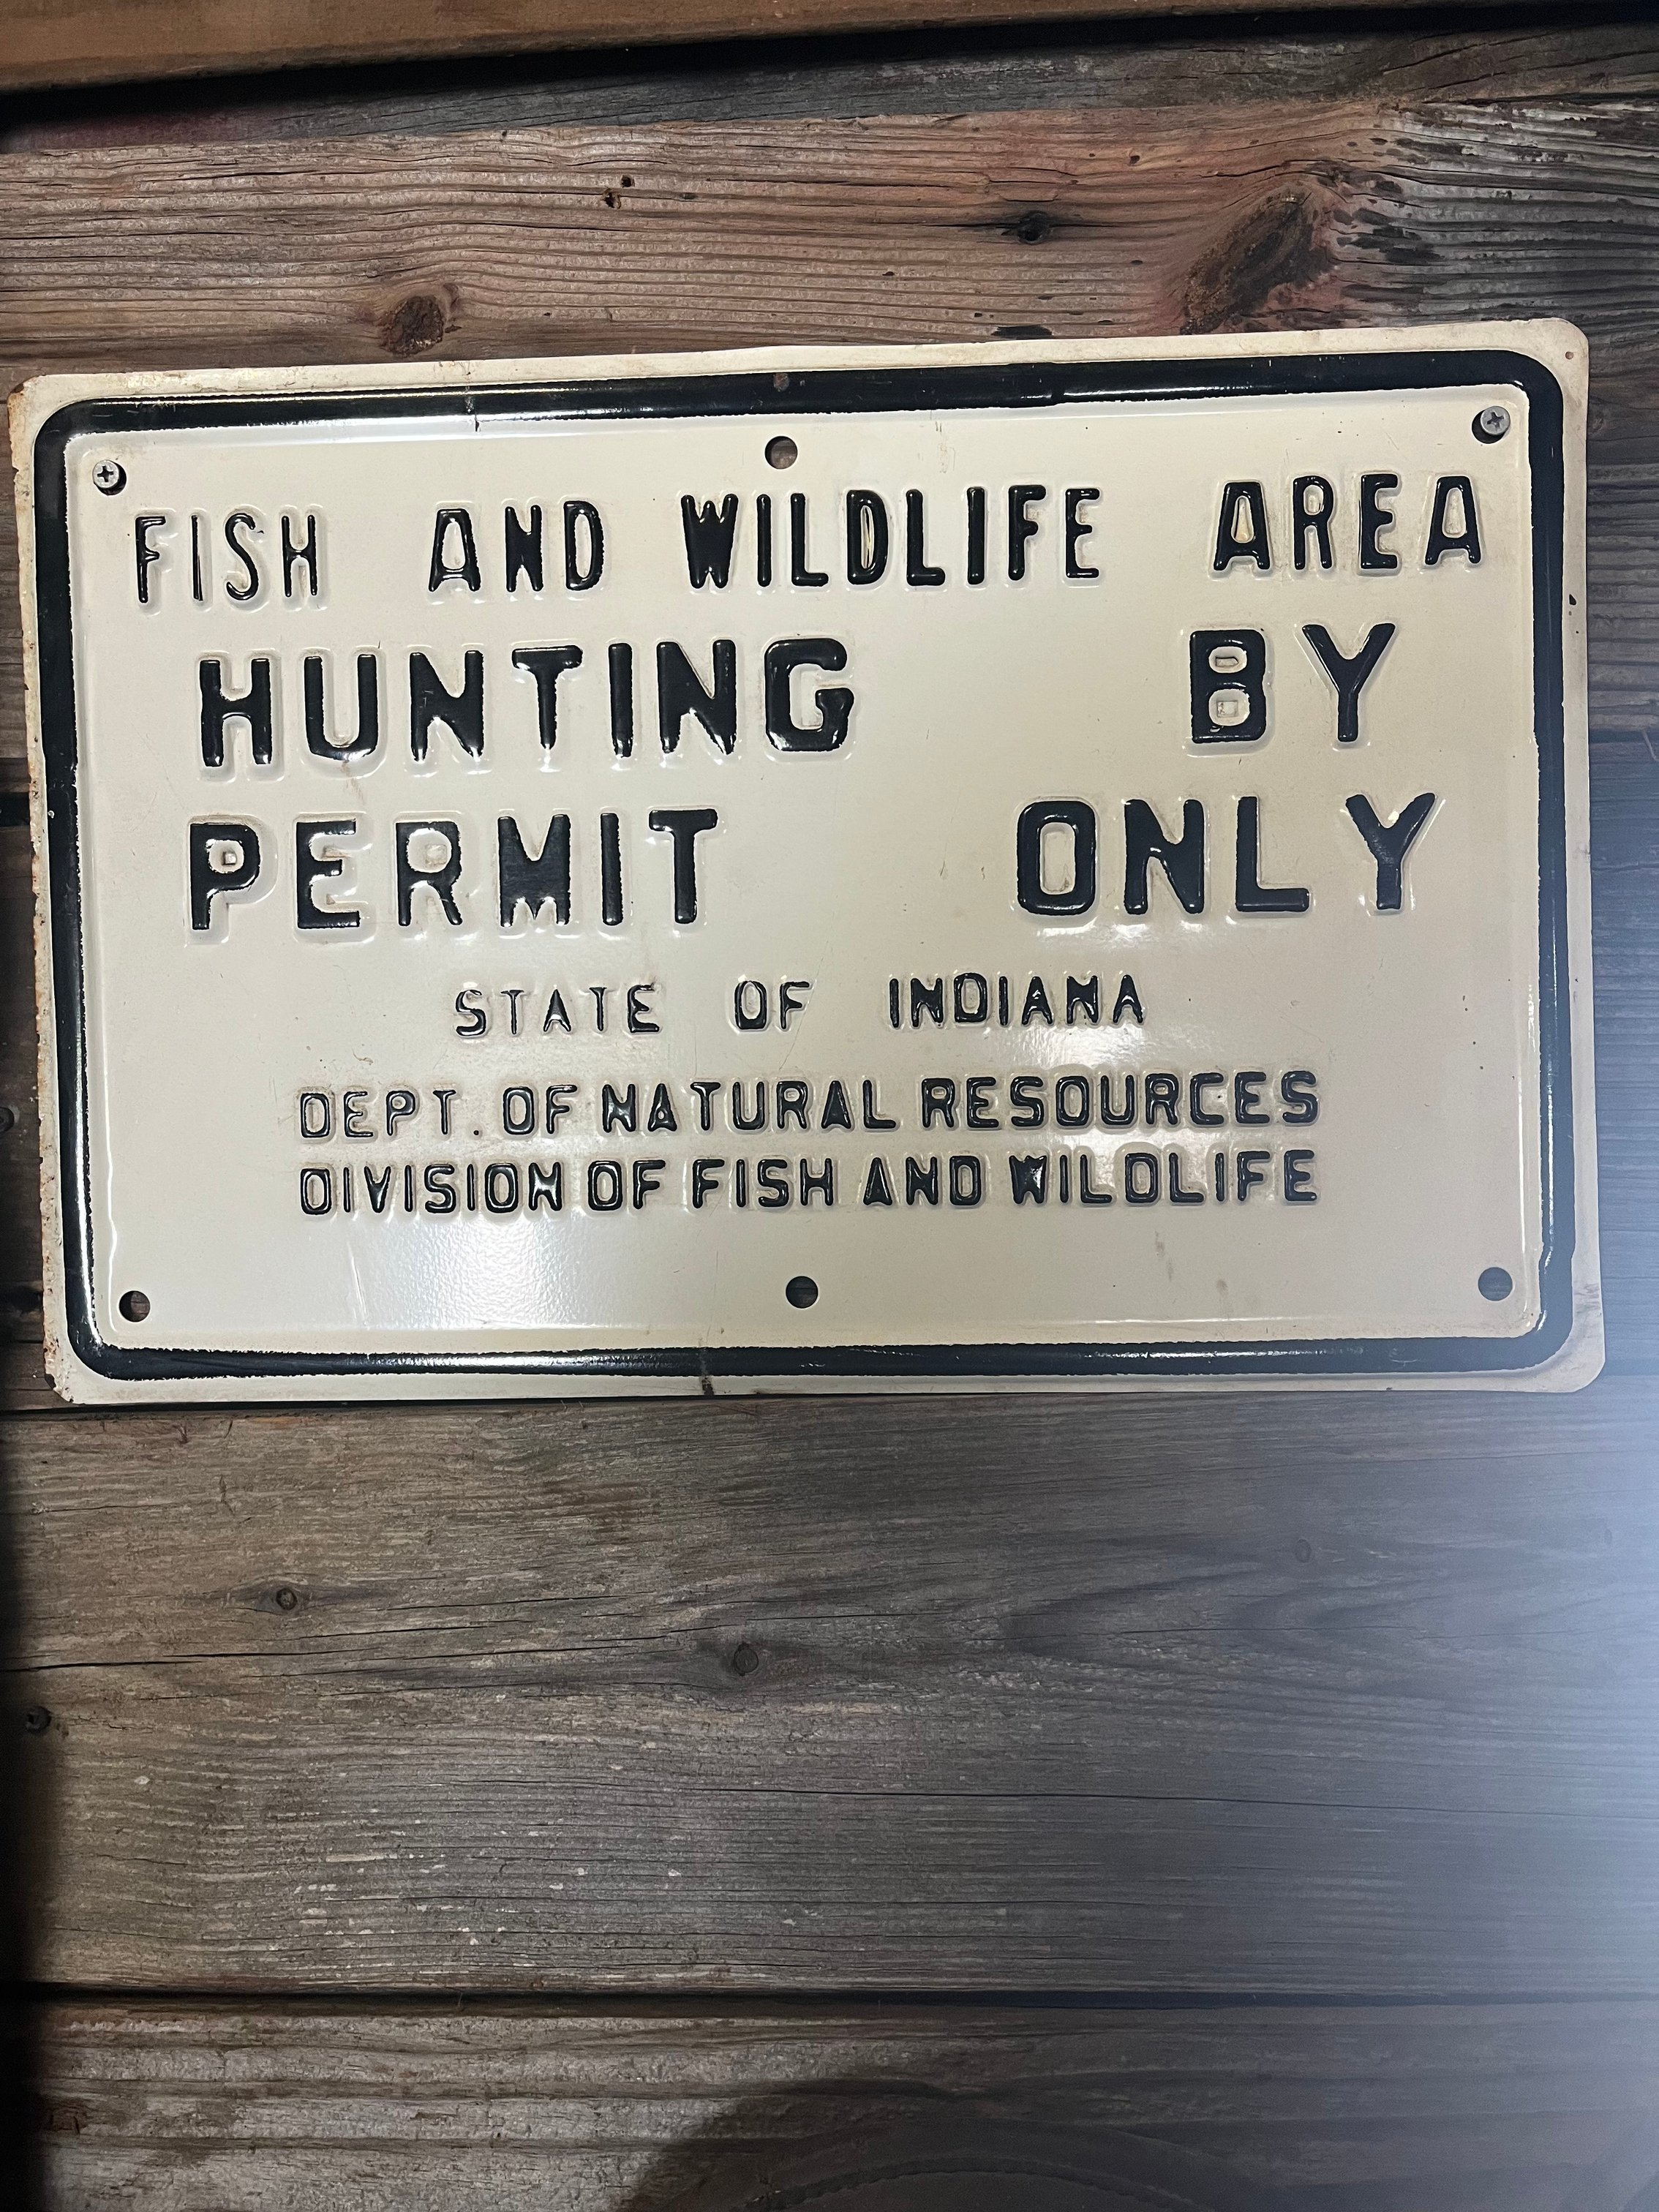 FISH AND WILDLIFE AREA
HUNTING BY
PERMIT ONLY
STATE OF INDIANA
DEPT. OF NATURAL RESOURCES
DIVISION OF FISH AND WILDLIFE